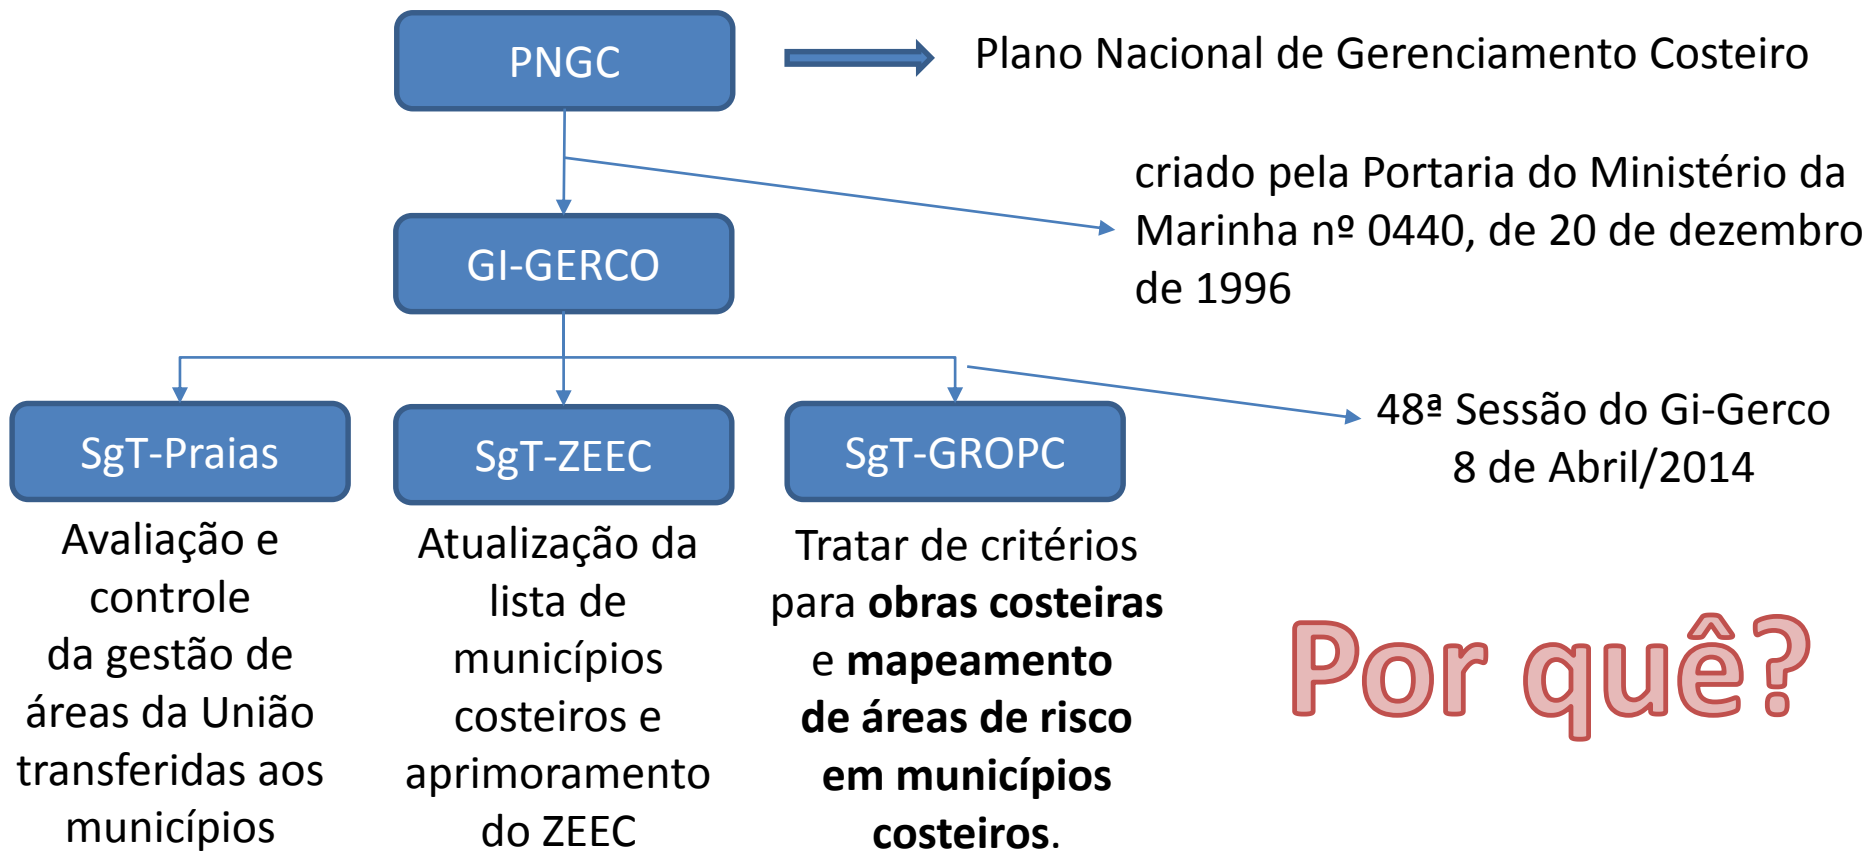 PNGC
Plano Nacional de Gerenciamento Costeiro
criado pela Portaria do Ministério da
Marinha nº 0440, de 20 de dezembro
de 1996
GI-GERCO
48ª Sessão do Gi-Gerco
8 de Abril/2014
SgT-Praias
Avaliação e
controle
da gestão de
áreas da União
transferidas aos
municípios
SgT-ZEEC
Atualização da
lista de
municípios
costeiros e
aprimoramento
do ZEEC
SgT-GROPC
Tratar de critérios
para obras costeiras
e mapeamento
de áreas de risco
em municípios
costeiros.
Por quê?